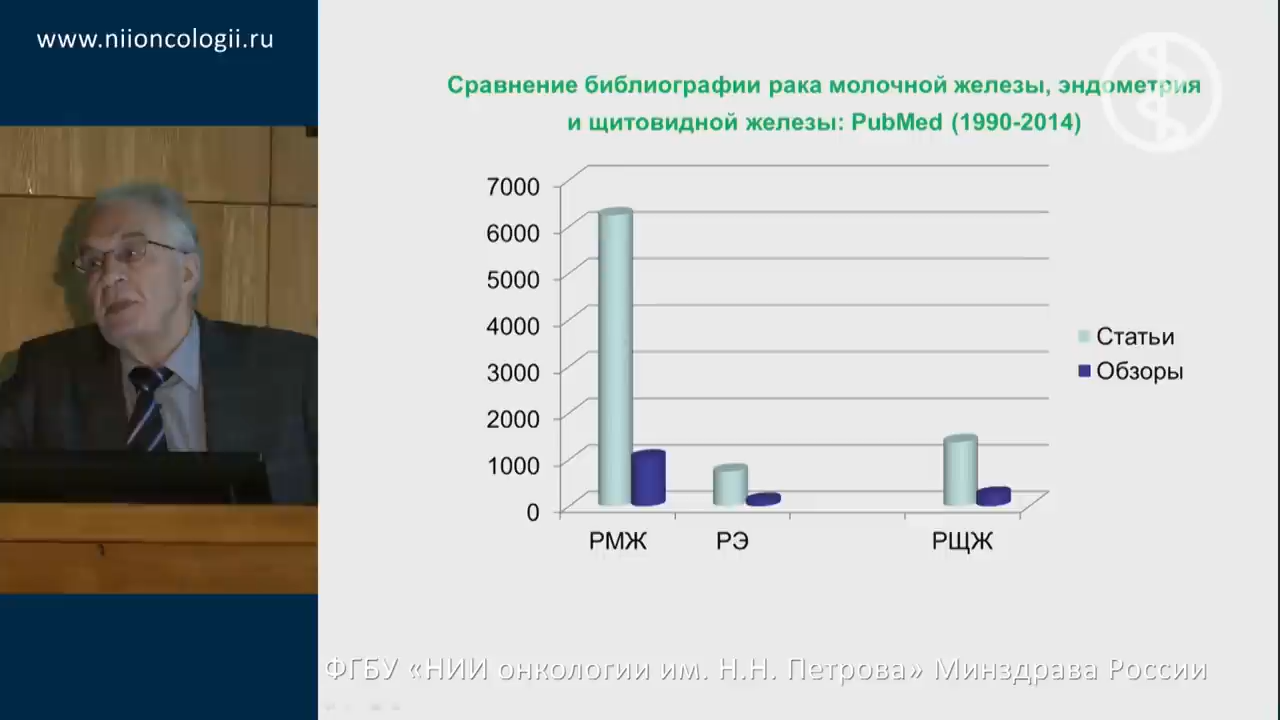 www.niioncologii.ru
Сравнение библиографии рака молочной железы, эндометрия
и щитовидной железы: PubMed (1990-2014)
7000
6000
5000
4000
3000
2000
1000
0
РМЖ РЭ РЩЖ
Статьи
Обзоры
ФГБУ «НИИ онкологии им. Н.Н. Петрова» Минздрава России